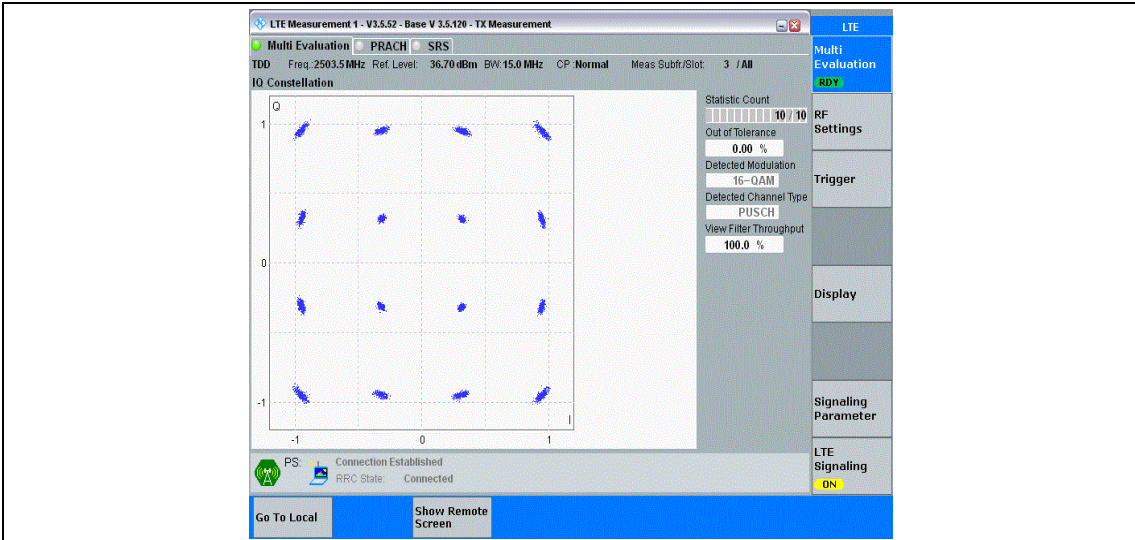 LTE Measurement 1 - V3.5.52 - Base V 3.5.120 - TX Measurement
LTE
Multi Evaluation PRACH SRS
Multi
Evaluation
RDY
TDD Freq.:2503.5 MHz Ref. Level: 36.70 dBm BW:15.0 MHz CP :Normal Meas Subfr./Slot: 3 / All
IQ Constellation
Q
1
0
-1
-1
0
1
I
Statistic Count
10 / 10
Out of Tolerance
0.00 %
Detected Modulation
16-QAM
Detected Channel Type
PUSCH
View Filter Throughput
100.0 %
RF
Settings
Trigger
Display
Signaling
Parameter
LTE
Signaling
ON
PS: Connection Established
RRC State: Connected
Go To Local
Show Remote
Screen